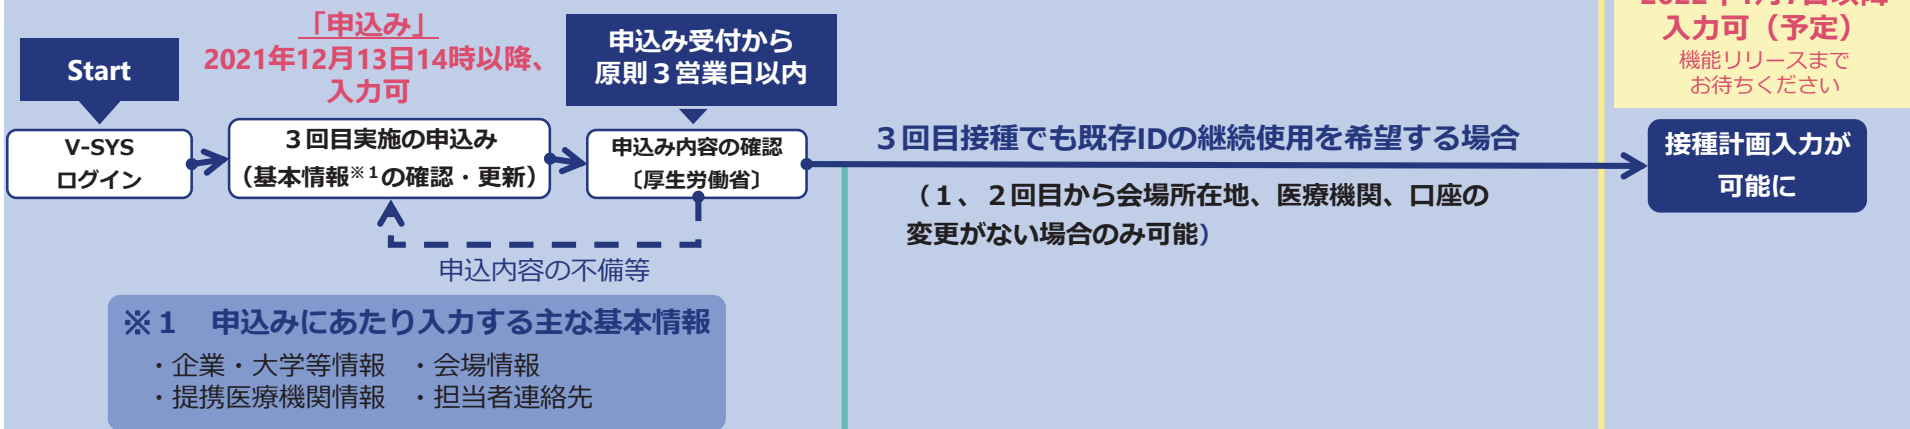 Start
「申込み」
2021年12月13日14時以降、
入力可
申込み受付から
原則３営業日以内
入力可（予定）
機能リリースまで
お待ちください
V-SYS
ログイン
３回目実施の申込み
（基本情報※１の確認・更新）
申込み内容の確認
〔厚生労働省〕
３回目接種でも既存IDの継続使用を希望する場合
（１、２回目から会場所在地、医療機関、口座の
変更がない場合のみ可能）
接種計画入力が
可能に
申込内容の不備等
※１　申込みにあたり入力する主な基本情報
・企業・大学等情報　・会場情報
・提携医療機関情報　・担当者連絡先